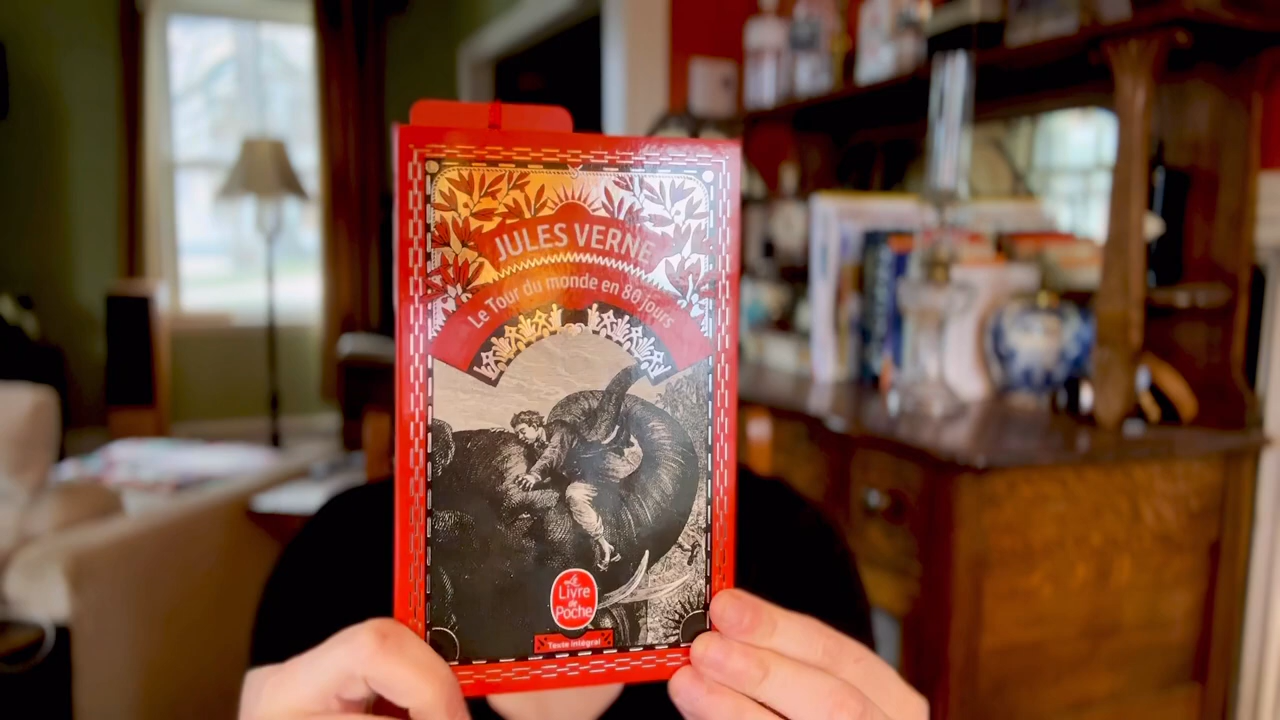 JULES VERNE
Le Tour du monde en 80 jours
Le
Livre
de
Poche
Texte intégral